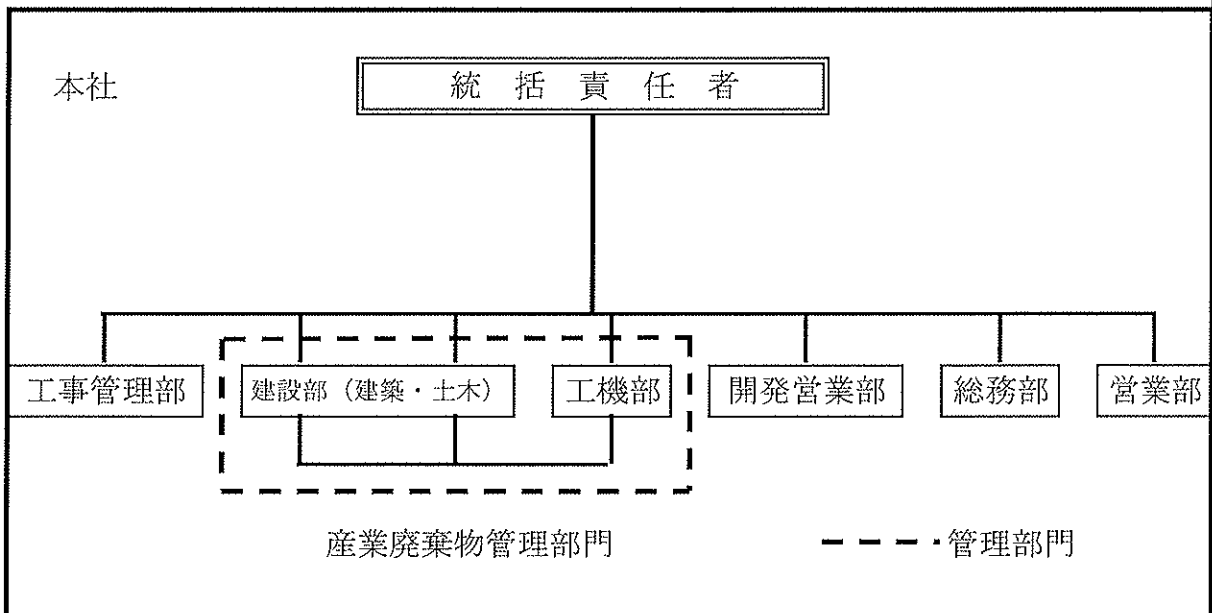 本社
統括責任者
工事管理部
建設部（建築・土木）
工機部
開発営業部
総務部
営業部
産業廃棄物管理部門
管理部門